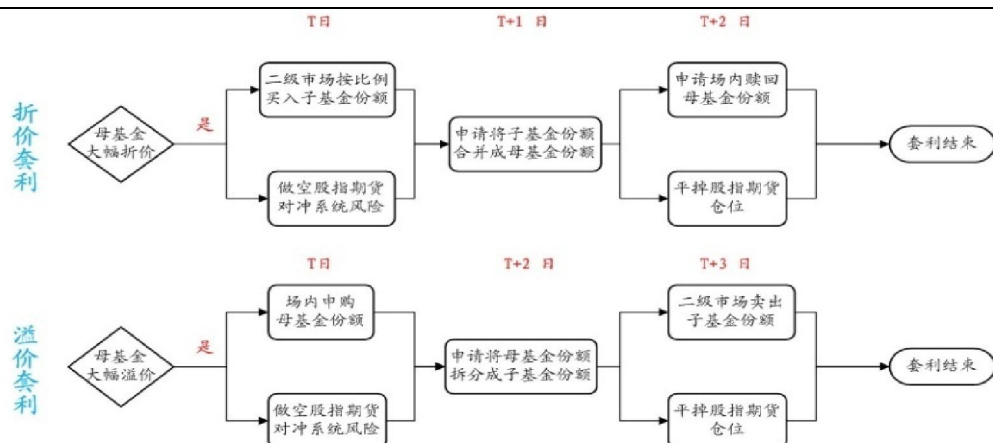 T日
T+1 日
T+2 日
折价套利
母基金
大幅折价
是
二级市场按比例
买入子基金份额
做空股指期货
对冲系统风险
申请将子基金份额
合并成母基金份额
申请场内赎回
母基金份额
平掉股指期货
仓位
套利结束
T日
T+2 日
T+3 日
溢价套利
母基金
大幅溢价
是
场内申购
母基金份额
做空股指期货
对冲系统风险
申请将母基金份额
拆分成子基金份额
二级市场卖出
子基金份额
平掉股指期货
仓位
套利结束